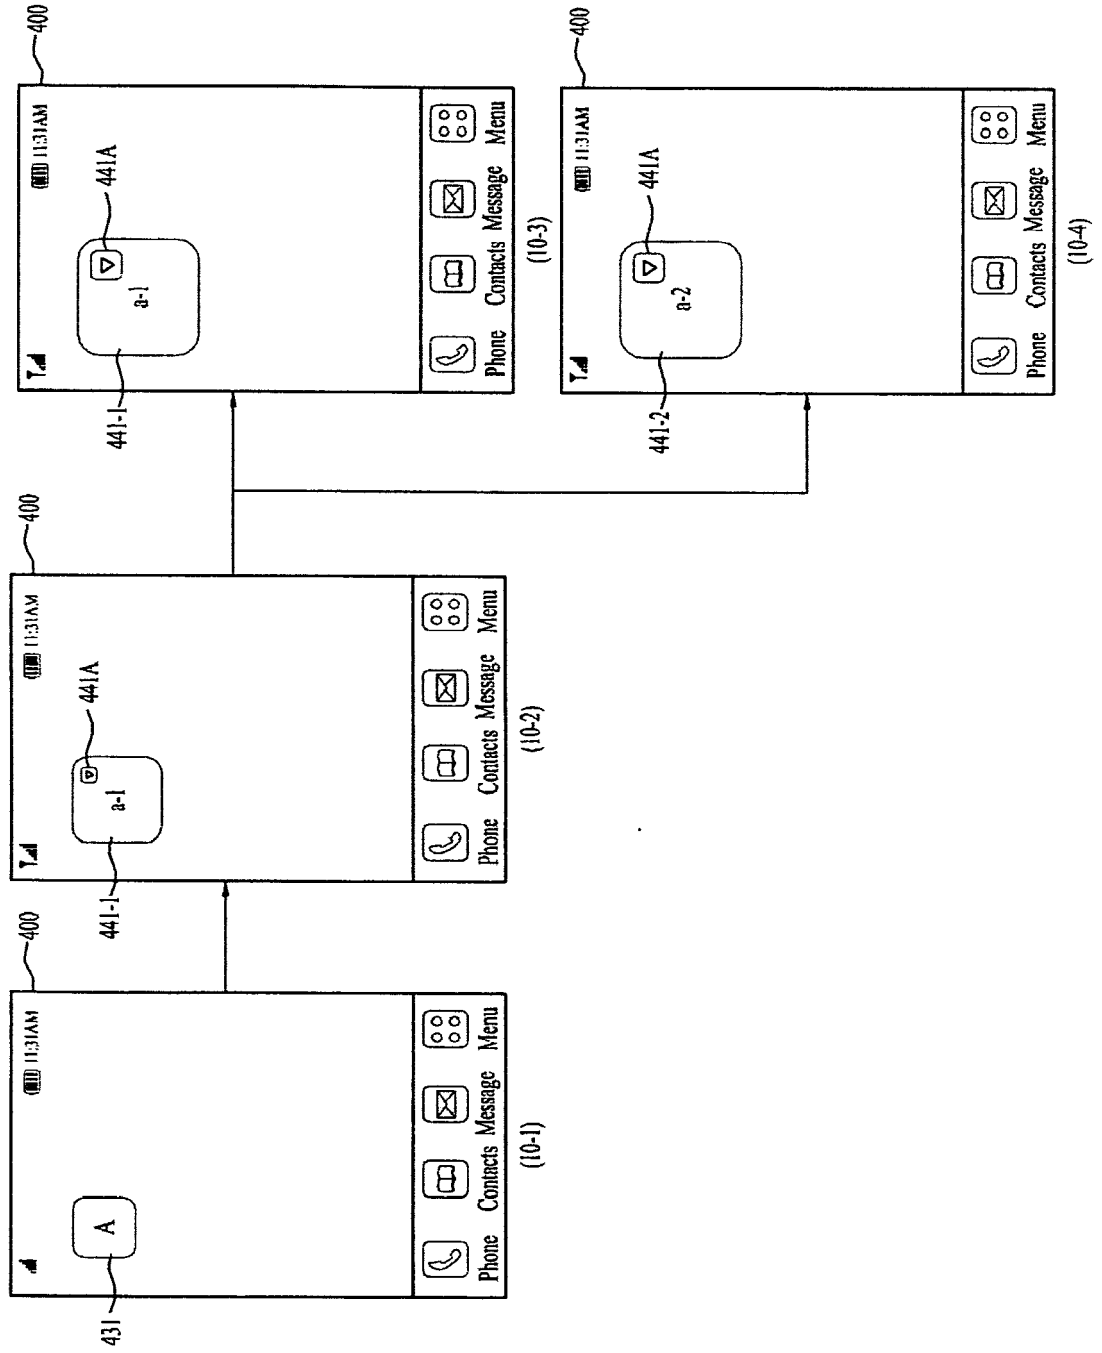 400
11:31AM
A
431
Phone Contacts Message Menu
(10-1)
400
11:31AM
441A
a-1
441-1
Phone Contacts Message Menu
(10-2)
400
11:31AM
441A
a-1
441-1
Phone Contacts Message Menu
(10-3)
400
11:31AM
441A
a-2
441-2
Phone Contacts Message Menu
(10-4)